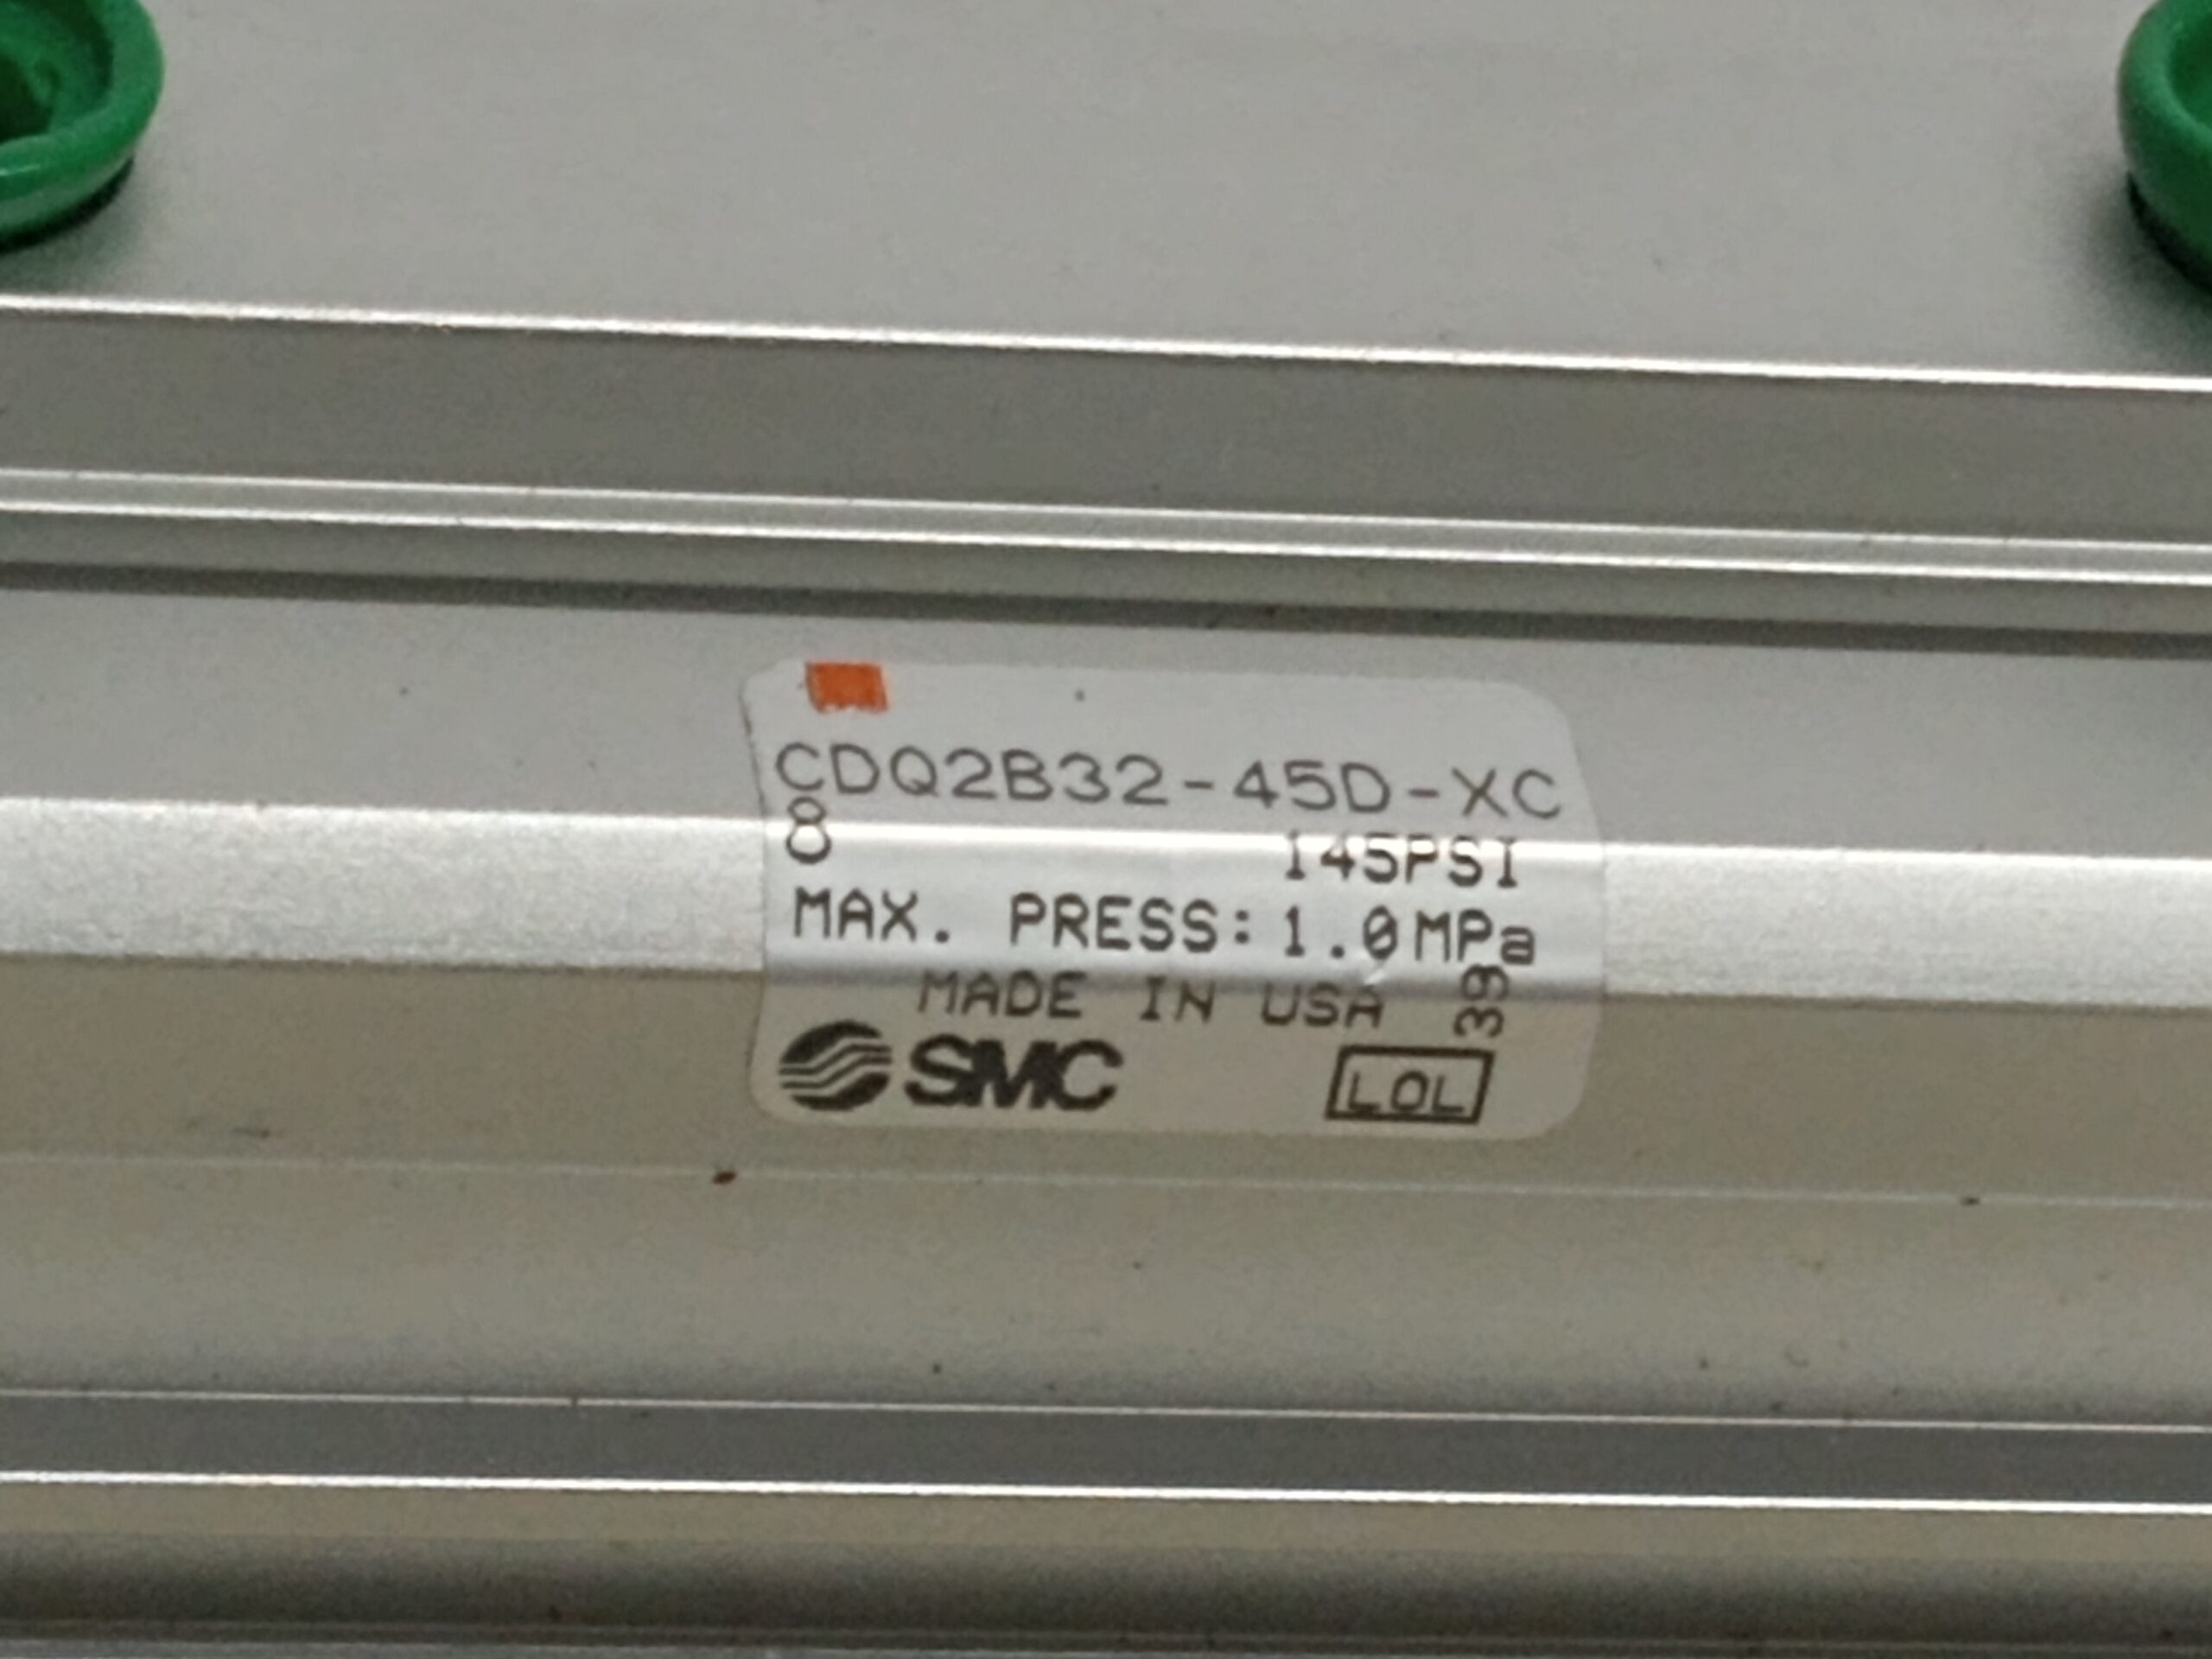 CDQ2B32-45D-XC
8 145PSI
MAX. PRESS:1.0MPa
MADE IN USA
39
SMC
LOL